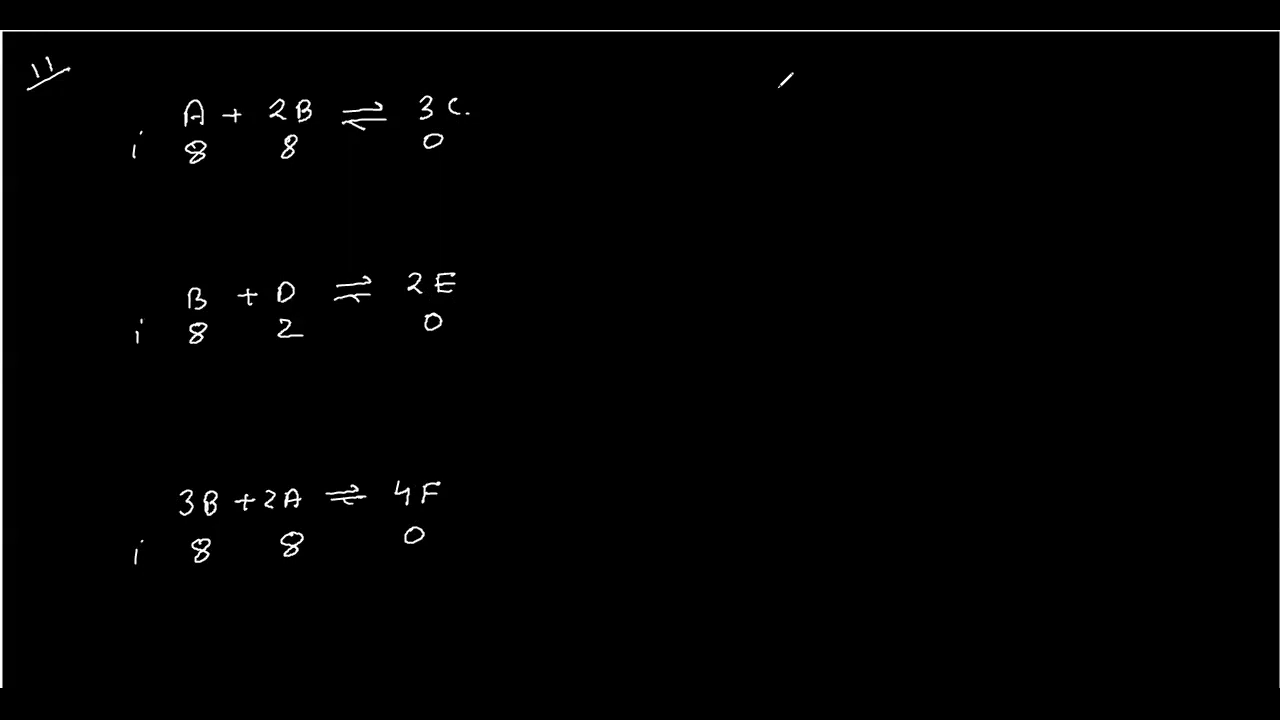 11
A + 2B ⇌ 3C.
i 8 8 0
B + D ⇌ 2E
i 8 2 0
3B + 2A ⇌ 4F
i 8 8 0